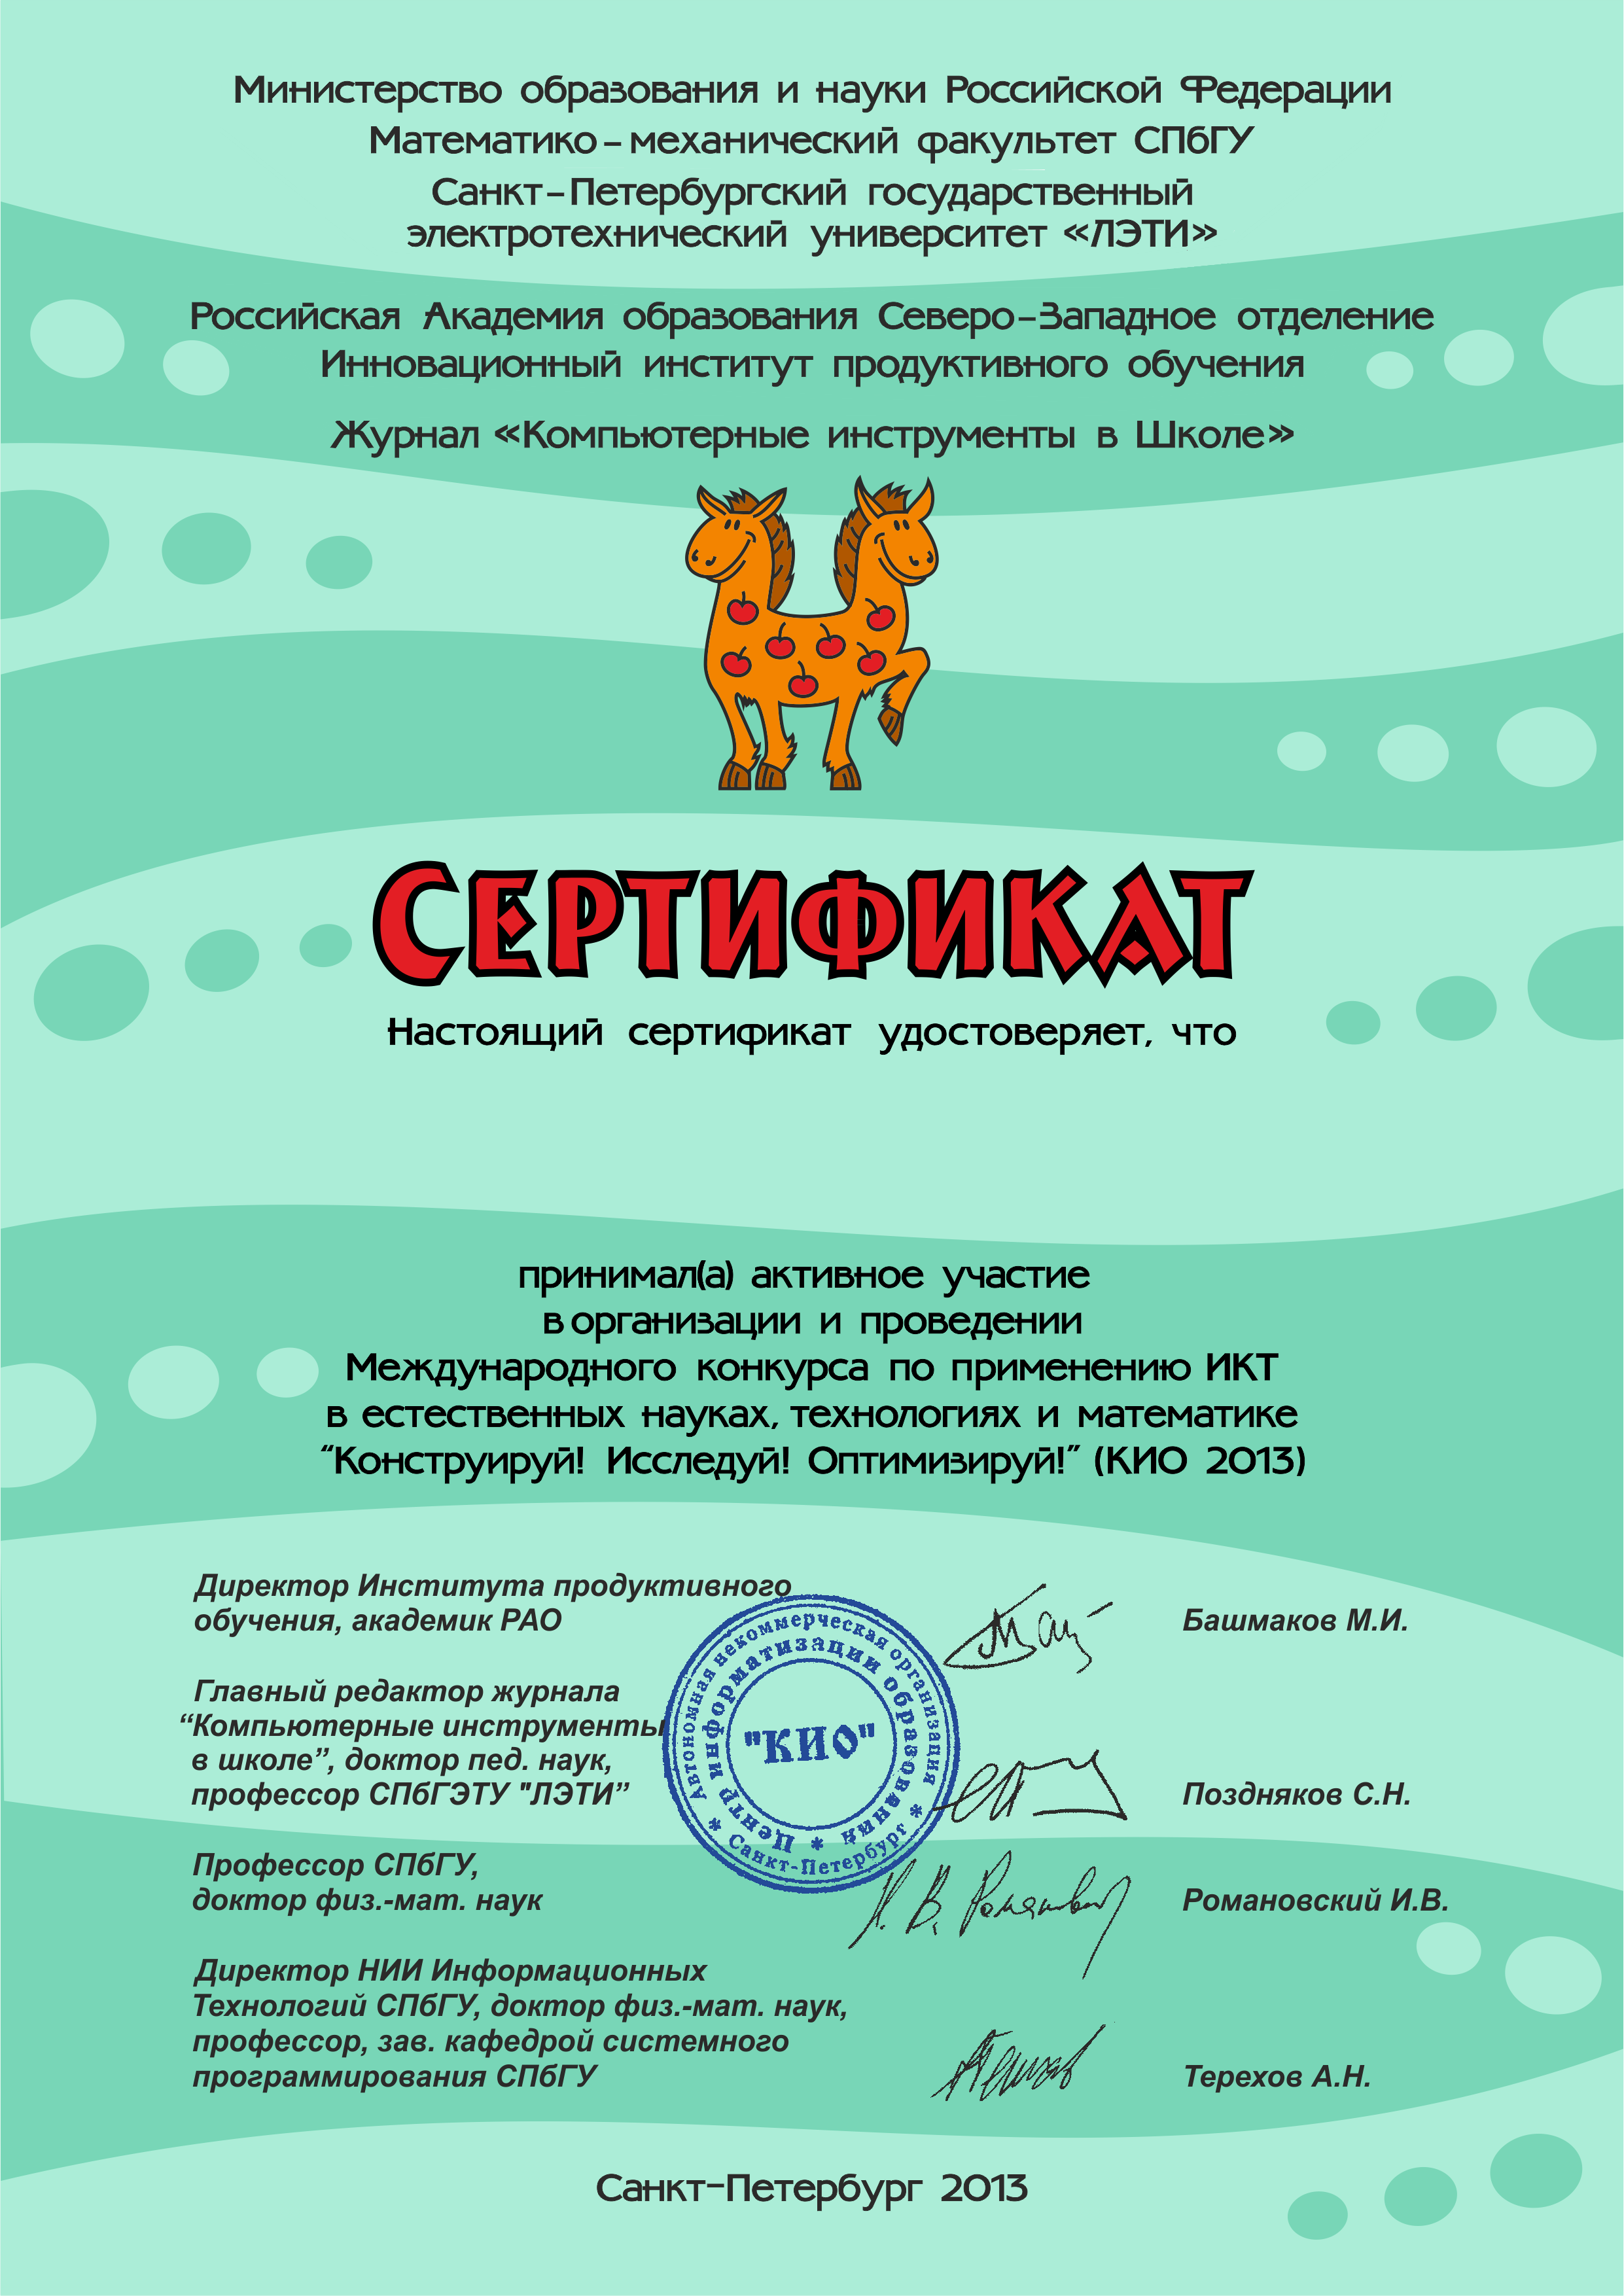 Министерство образования и науки Российской Федерации
Математико-механический факультет СПбГУ
Санкт-Петербургский государственный
электротехнический университет «ЛЭТИ»
Российская Академия образования Северо-Западное отделение
Инновационный институт продуктивного обучения
Журнал «Компьютерные инструменты в Школе»
Сертификат
Настоящий сертификат удостоверяет, что
принимал(а) активное участие
в организации и проведении
Международного конкурса по применению ИКТ
в естественных науках, технологиях и математике
“Конструируй! Исследуй! Оптимизируй!” (КИО 2013)
Директор Института продуктивного
обучения, академик РАО
Башмаков М.И.
Главный редактор журнала
“Компьютерные инструменты
в школе”, доктор пед. наук,
профессор СПбГЭТУ "ЛЭТИ”
Поздняков С.Н.
Автономная некоммерческая организация
* Санкт-Петербург *
Центр информатизации образования *
"КИО"
Профессор СПбГУ,
доктор физ.-мат. наук
Романовский И.В.
Директор НИИ Информационных
Технологий СПбГУ, доктор физ.-мат. наук,
профессор, зав. кафедрой системного
программирования СПбГУ
Терехов А.Н.
Санкт-Петербург 2013